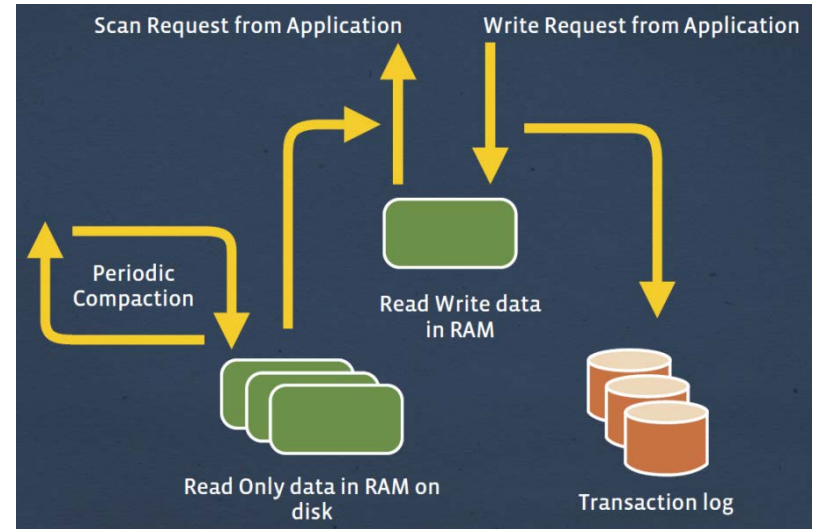 Scan Request from Application
Write Request from Application
Periodic
Compaction
Read Write data
in RAM
Read Only data in RAM on
disk
Transaction log